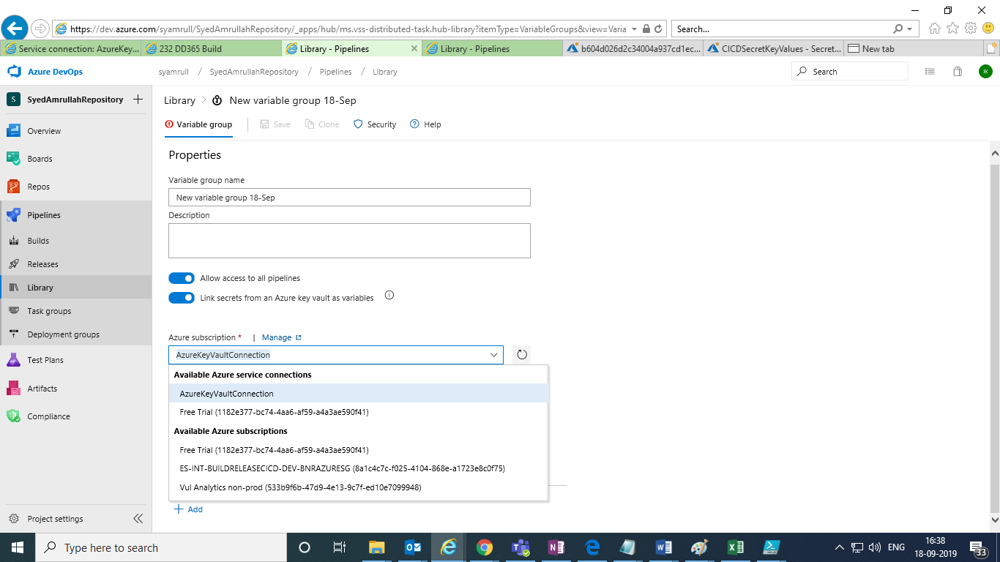 https://dev.azure.com/syamrull/SyedAmrullahRepository/_apps/hub/ms.vss-distributed-task.hub-library?itemType=VariableGroups&view=Varia
Search...
Service connection: AzureKey...
232 DD365 Build
Library - Pipelines
Library - Pipelines
b604d026d2c34004a937cd1ec...
CICDSecretKeyValues - Secret...
New tab
Azure DevOps
syamrull / SyedAmrullahRepository / Pipelines / Library
Search
IK
S SyedAmrullahRepository
Overview
Boards
Repos
Pipelines
Builds
Releases
Library
Task groups
Deployment groups
Test Plans
Artifacts
Compliance
Project settings
Library > New variable group 18-Sep
Variable group | Save Clone Security Help
Properties
Variable group name
New variable group 18-Sep
Description
Allow access to all pipelines
Link secrets from an Azure key vault as variables
Azure subscription * | Manage
AzureKeyVaultConnection
Available Azure service connections
AzureKeyVaultConnection
Free Trial (1182e377-bc74-4aa6-af59-a4a3ae590f41)
Available Azure subscriptions
Free Trial (1182e377-bc74-4aa6-af59-a4a3ae590f41)
ES-INT-BUILDRELEASECICD-DEV-BNRAZURESG (8a1c4c7c-f025-4104-868e-a1723e8c0f75)
Vul Analytics non-prod (533b9f6b-47d9-4e13-9c7f-ed10e7099948)
Add
Type here to search
ENG
16:38
18-09-2019
33